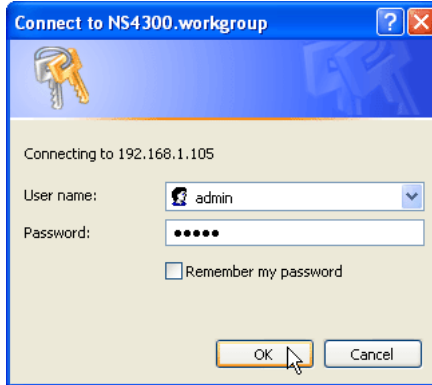 Connect to NS4300.workgroup
Connecting to 192.168.1.105
User name:
admin
Password:
•••••
Remember my password
OK
Cancel